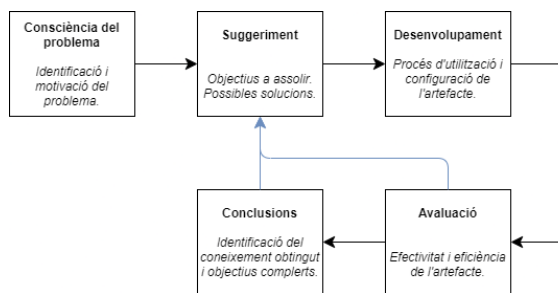 Consciència del
problema
Identificació i
motivació del
problema.
Suggeriment
Objectius a assolir.
Possibles solucions.
Desenvolupament
Procés d'utilització i
configuració de
l'artefacte.
Conclusions
Identificació del
coneixement obtingut
i objectius complerts.
Avaluació
Efectivitat i eficiència
de l'artefacte.